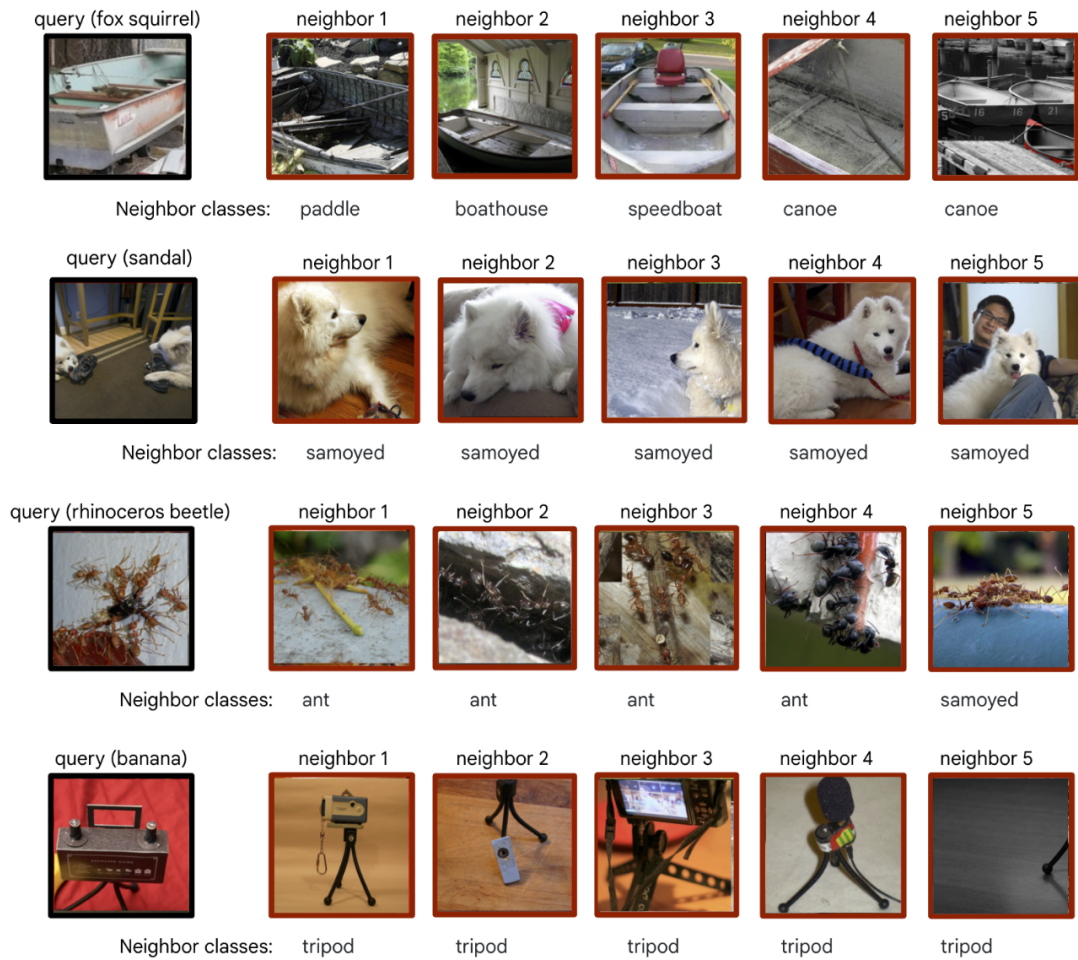 query (fox squirrel) neighbor 1 neighbor 2 neighbor 3 neighbor 4 neighbor 5
16 16 21
Neighbor classes: paddle boathouse speedboat canoe canoe
query (sandal) neighbor 1 neighbor 2 neighbor 3 neighbor 4 neighbor 5
Neighbor classes: samoyed samoyed samoyed samoyed samoyed
query (rhinoceros beetle) neighbor 1 neighbor 2 neighbor 3 neighbor 4 neighbor 5
Neighbor classes: ant ant ant ant samoyed
query (banana) neighbor 1 neighbor 2 neighbor 3 neighbor 4 neighbor 5
Neighbor classes: tripod tripod tripod tripod tripod